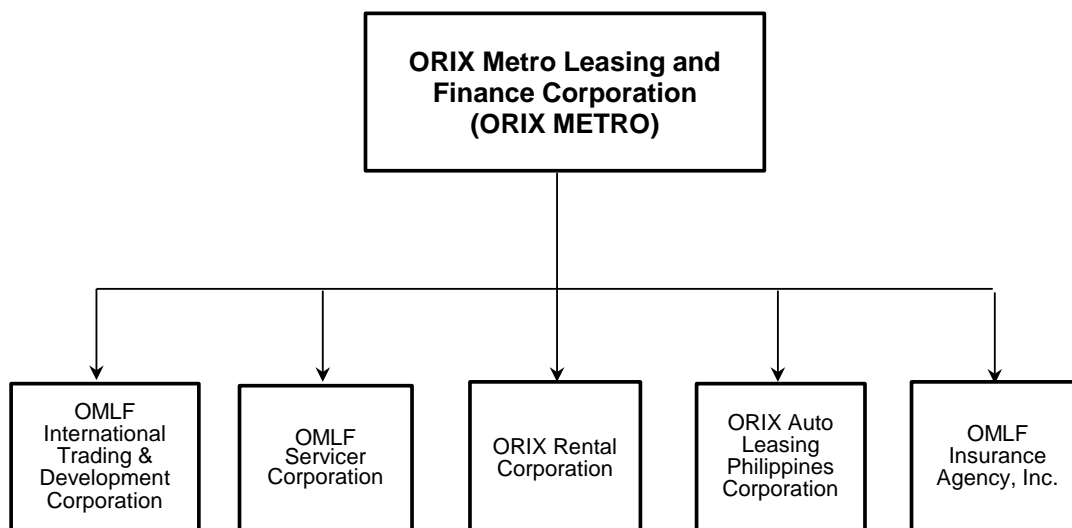 ORIX Metro Leasing and
Finance Corporation
(ORIX METRO)
OMLF
International
Trading &
Development
Corporation
OMLF
Servicer
Corporation
ORIX Rental
Corporation
ORIX Auto
Leasing
Philippines
Corporation
OMLF
Insurance
Agency, Inc.